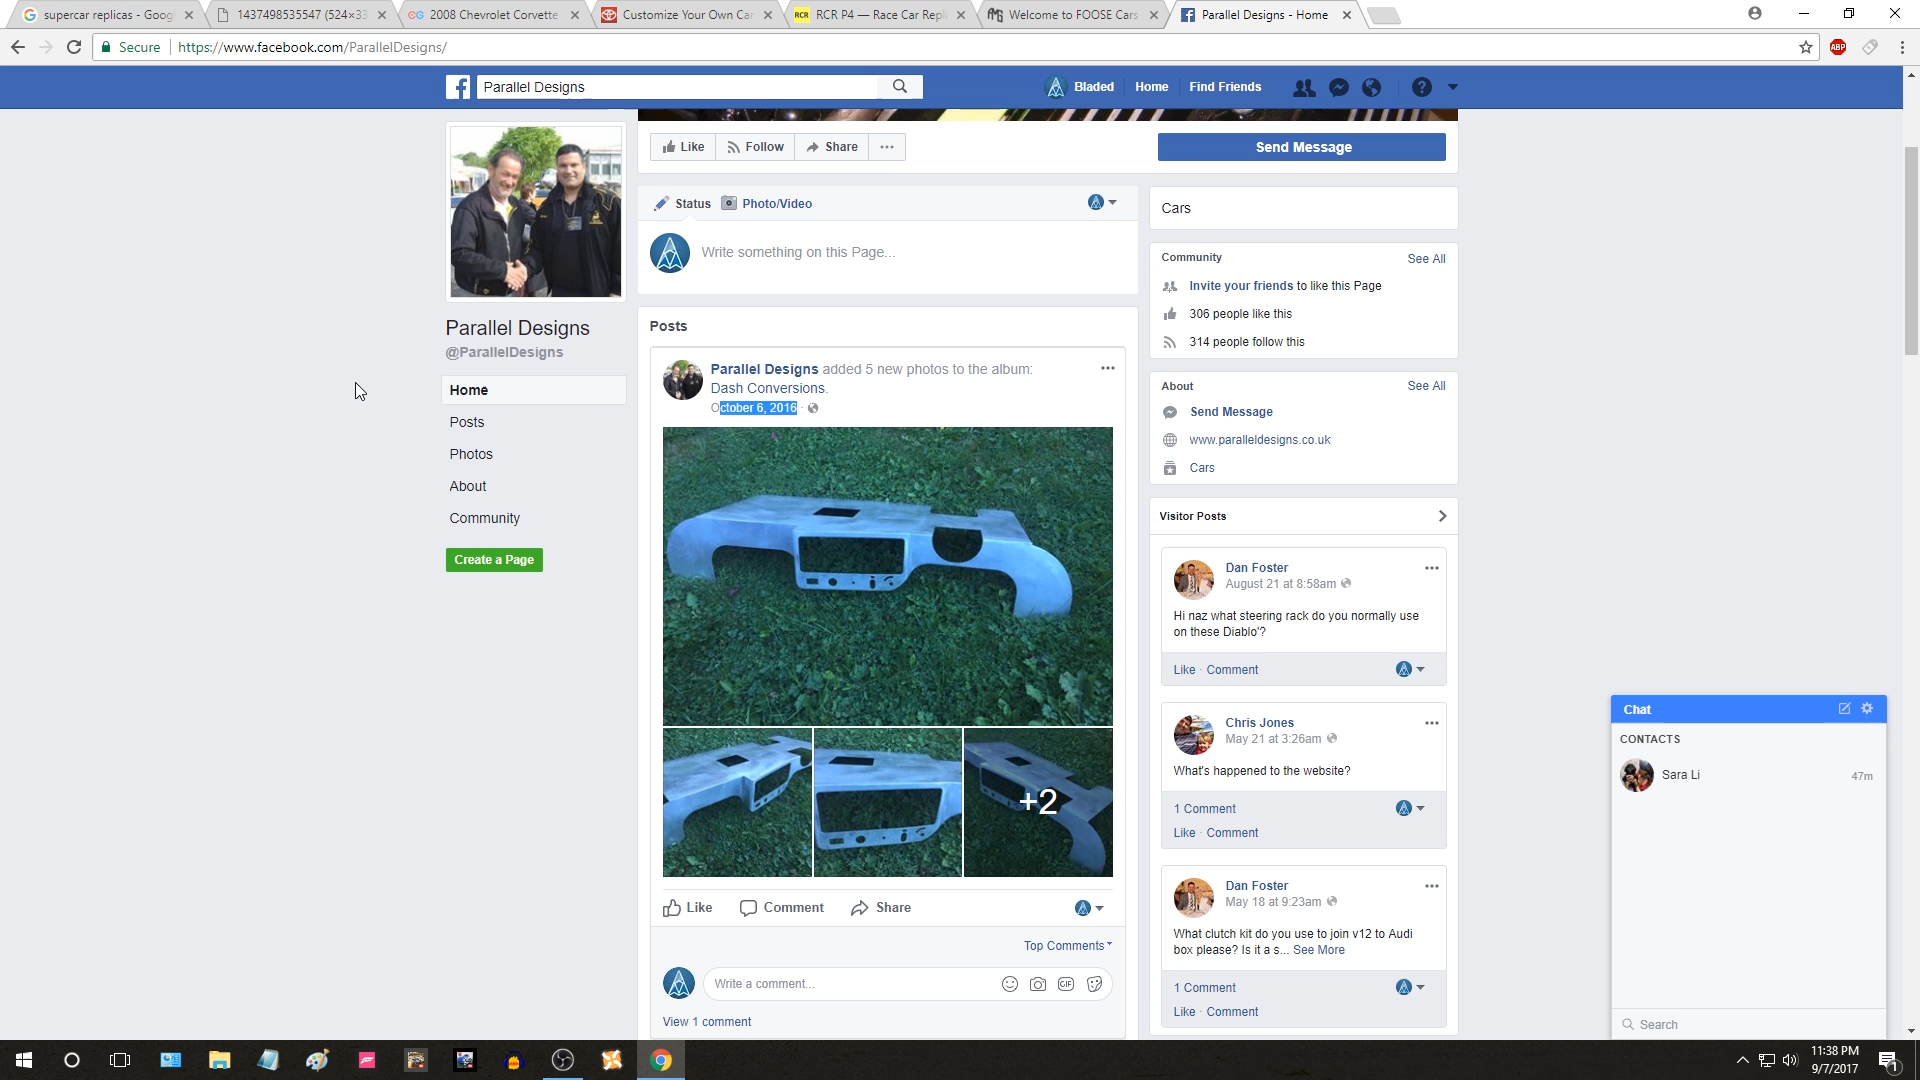 supercar replicas - Goog
1437498535547 (524×33
2008 Chevrolet Corvette
Customize Your Own Car
RCR P4 — Race Car Repl
Welcome to FOOSE Cars
Parallel Designs - Home
Secure
https://www.facebook.com/ParallelDesigns/
ABP
Parallel Designs
Bladed
Home
Find Friends
Like
Follow
Share
Send Message
Parallel Designs
@ParallelDesigns
Home
Posts
Photos
About
Community
Create a Page
Status
Photo/Video
Write something on this Page...
Posts
Parallel Designs added 5 new photos to the album:
Dash Conversions.
October 6, 2016 ·
+2
Like
Comment
Share
Top Comments
Write a comment...
GIF
View 1 comment
Cars
Community
See All
Invite your friends to like this Page
306 people like this
314 people follow this
About
See All
Send Message
www.paralleldesigns.co.uk
Cars
Visitor Posts
Dan Foster
August 21 at 8:58am
Hi naz what steering rack do you normally use
on these Diablo'?
Like · Comment
Chris Jones
May 21 at 3:26am
What's happened to the website?
1 Comment
Like · Comment
Dan Foster
May 18 at 9:23am
What clutch kit do you use to join v12 to Audi
box please? Is it a s... See More
1 Comment
Like · Comment
Chat
CONTACTS
Sara Li
47m
Search
11:38 PM
9/7/2017
1